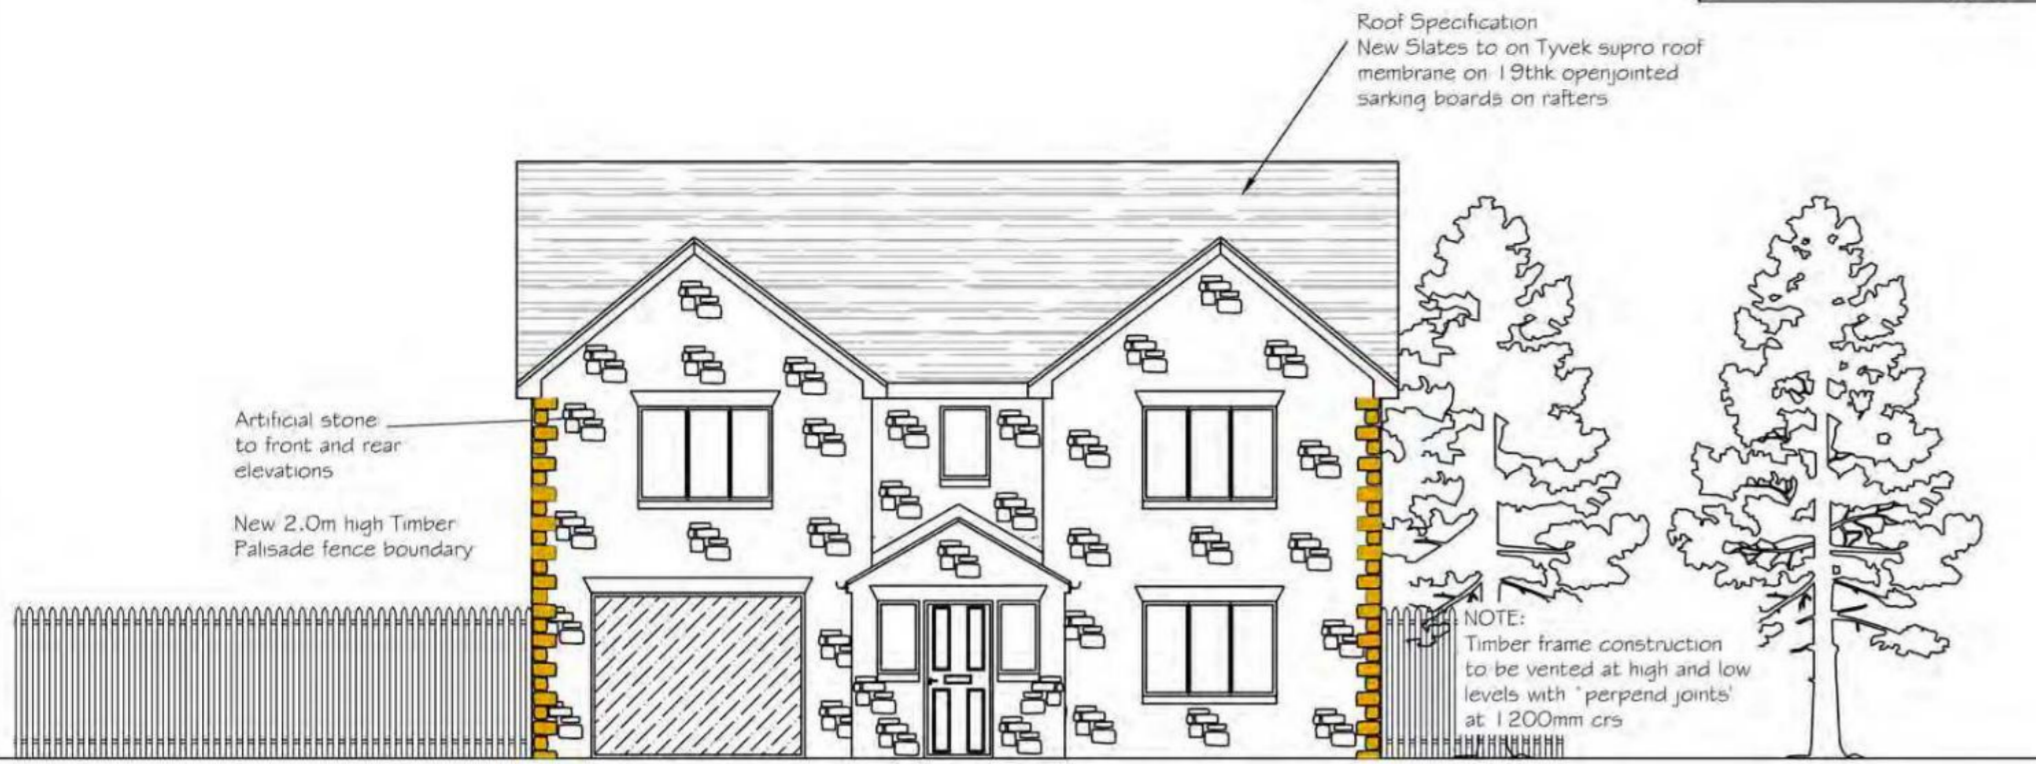 Roof Specification
New Slates to on Tyvek supro roof
membrane on 19thk openjointed
sarking boards on rafters
Artificial stone
to front and rear
elevations
New 2.0m high Timber
Palisade fence boundary
NOTE:
Timber frame construction
to be vented at high and low
levels with 'perpend joints'
at 1200mm crs